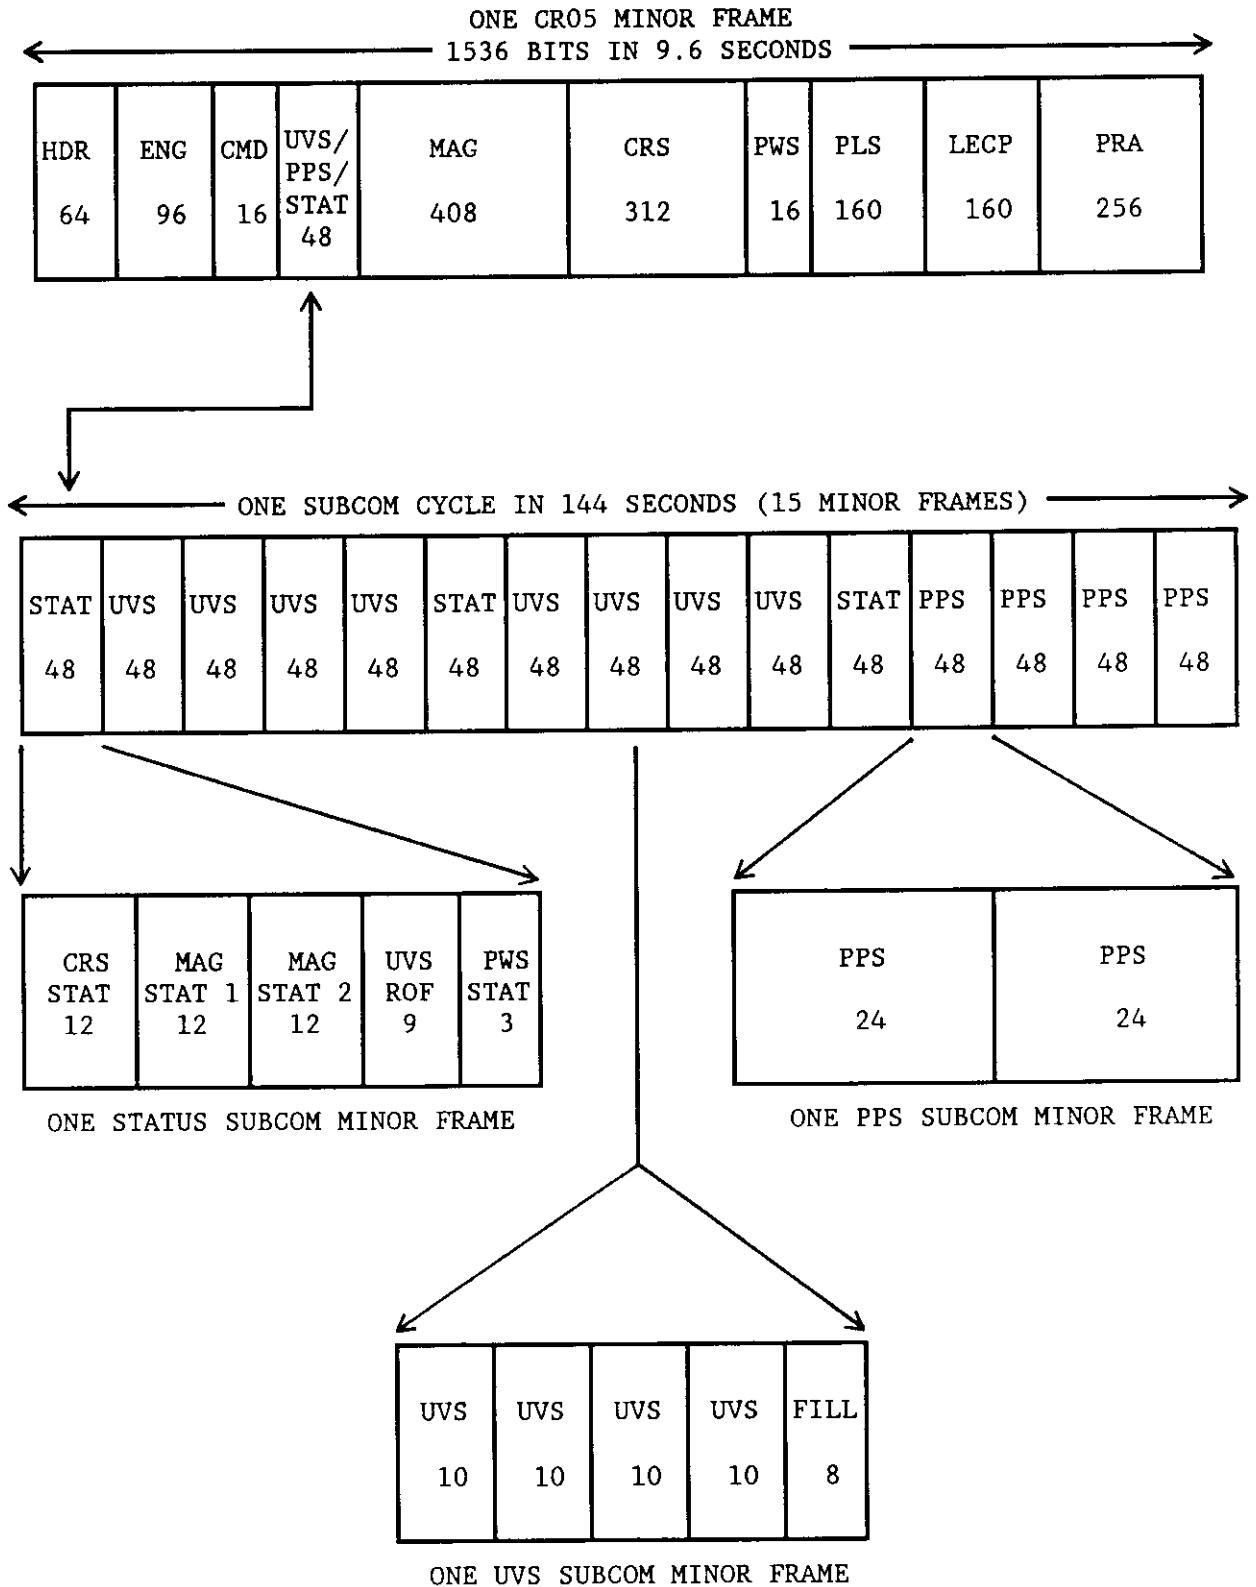 ONE CR05 MINOR FRAME
1536 BITS IN 9.6 SECONDS
HDR
64
ENG
96
CMD
16
UVS/
PPS/
STAT
48
MAG
408
CRS
312
PWS
16
PLS
160
LECP
160
PRA
256
ONE SUBCOM CYCLE IN 144 SECONDS (15 MINOR FRAMES)
STAT
48
UVS
48
UVS
48
UVS
48
UVS
48
STAT
48
UVS
48
UVS
48
UVS
48
UVS
48
STAT
48
PPS
48
PPS
48
PPS
48
PPS
48
CRS
STAT
12
MAG
STAT 1
12
MAG
STAT 2
12
UVS
ROF
9
PWS
STAT
3
ONE STATUS SUBCOM MINOR FRAME
PPS
24
PPS
24
ONE PPS SUBCOM MINOR FRAME
UVS
10
UVS
10
UVS
10
UVS
10
FILL
8
ONE UVS SUBCOM MINOR FRAME